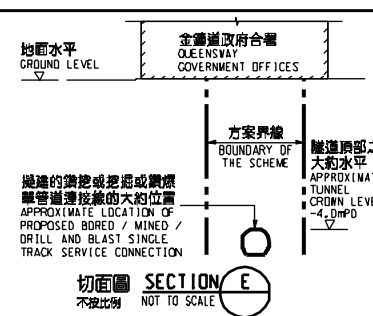 金鐘道政府合署
QUEENSWAY
GOVERNMENT OFFICES
地面水平
GROUND LEVEL
方案界線
BOUNDARY OF
THE SCHEME
隧道頂部之
大約水平
TUNNEL
-4.0mPD
擬建的鑽挖或挖掘或鑽爆
單管道連接線的大約位置
APPROXIMATE LOCATION OF
PROPOSED BORED / MINED /
DRILL AND BLAST SINGLE
TRACK SERVICE CONNECTION
切面圖 SECTION E
不按比例 NOT TO SCALE